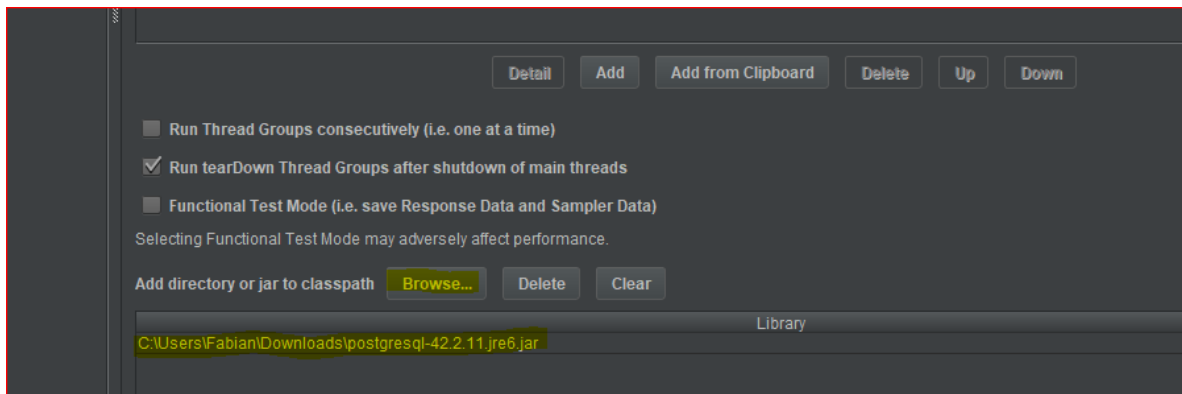 Detail Add Add from Clipboard Delete Up Down
Run Thread Groups consecutively (i.e. one at a time)
Run tearDown Thread Groups after shutdown of main threads
Functional Test Mode (i.e. save Response Data and Sampler Data)
Selecting Functional Test Mode may adversely affect performance.
Add directory or jar to classpath Browse... Delete Clear
Library
C:\Users\Fabian\Downloads\postgresql-42.2.11.jre6.jar